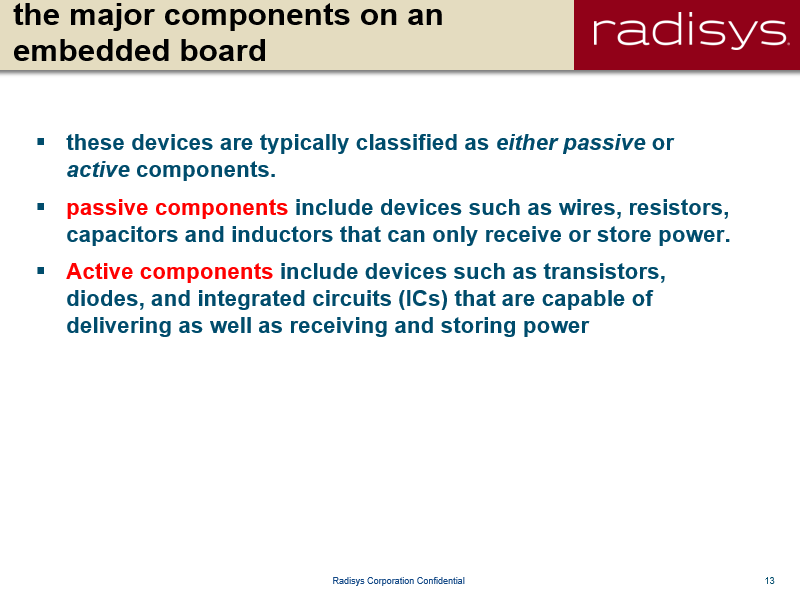 the major components on an
embedded board
radisys.
▪ these devices are typically classified as either passive or
active components.
▪ passive components include devices such as wires, resistors,
capacitors and inductors that can only receive or store power.
▪ Active components include devices such as transistors,
diodes, and integrated circuits (ICs) that are capable of
delivering as well as receiving and storing power
Radisys Corporation Confidential
13